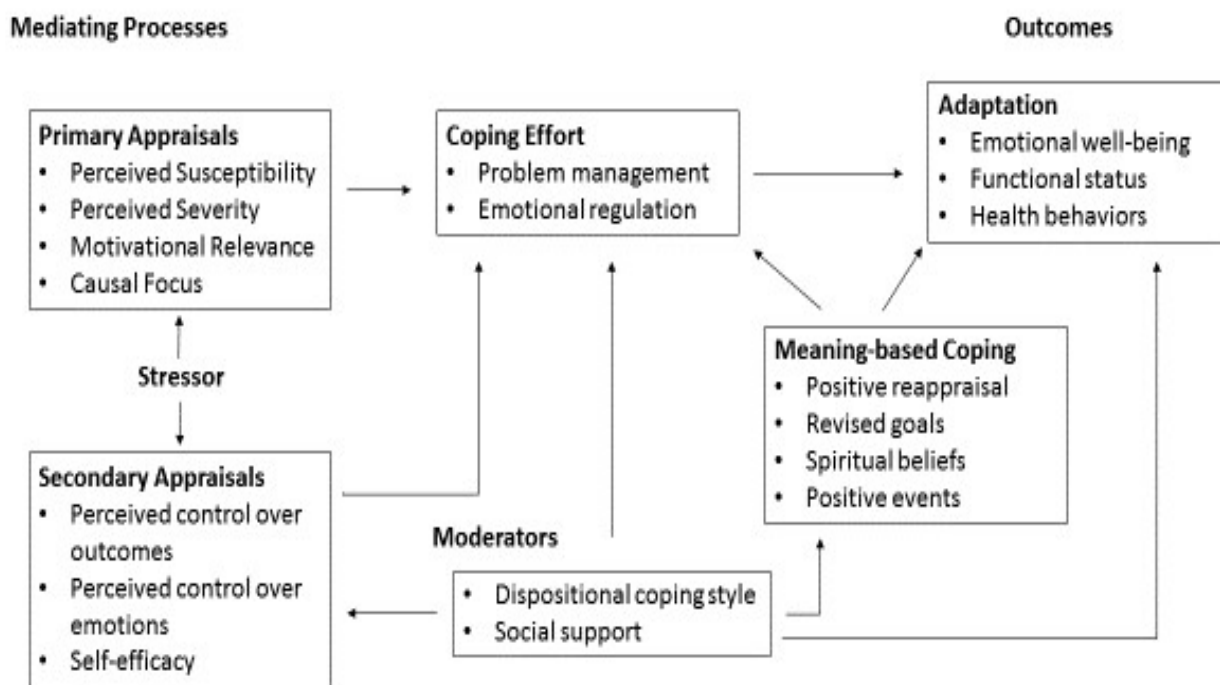 Mediating Processes
Outcomes
Primary Appraisals
• Perceived Susceptibility
• Perceived Severity
• Motivational Relevance
• Causal Focus
Coping Effort
• Problem management
• Emotional regulation
Adaptation
• Emotional well-being
• Functional status
• Health behaviors
Stressor
Meaning-based Coping
• Positive reappraisal
• Revised goals
• Spiritual beliefs
• Positive events
Secondary Appraisals
• Perceived control over
outcomes
• Perceived control over
emotions
• Self-efficacy
Moderators
• Dispositional coping style
• Social support